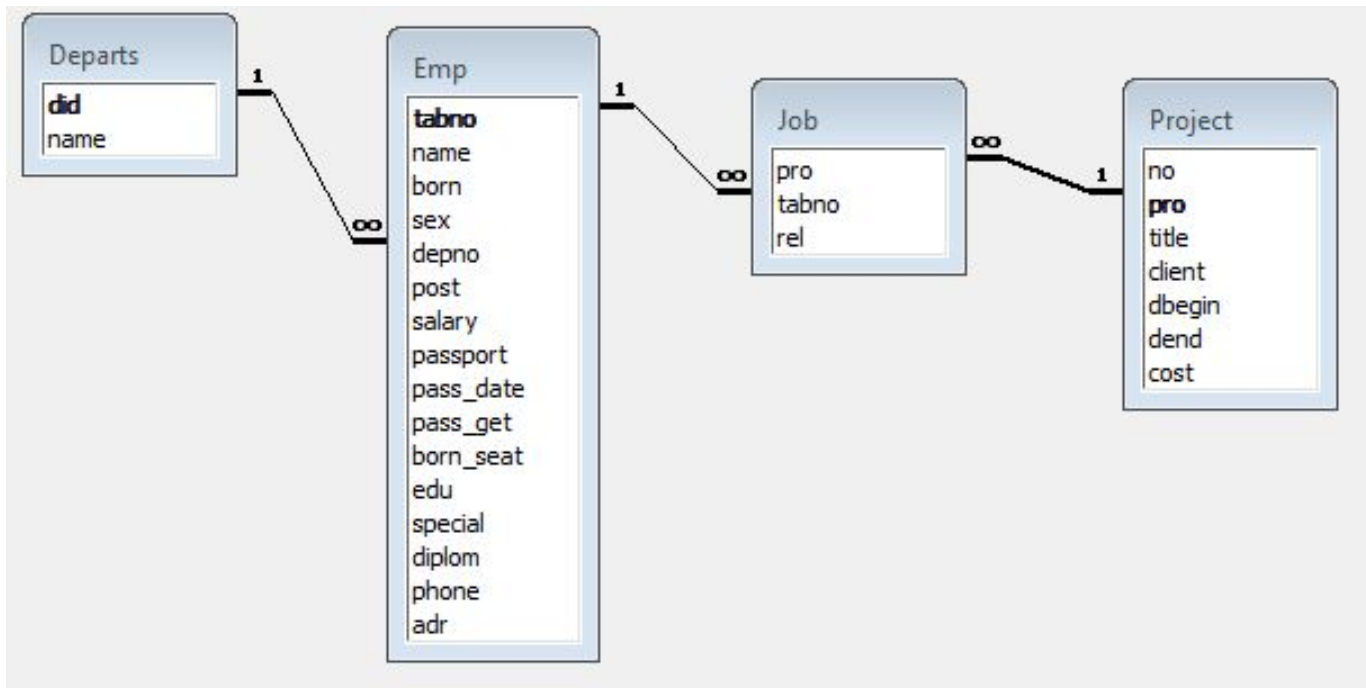 Departs
did
name
1
∞
Emp
tabno
name
born
sex
depno
post
salary
passport
pass_date
pass_get
born_seat
edu
special
diplom
phone
adr
1
∞
Job
pro
tabno
rel
∞
1
Project
no
pro
title
client
dbegin
dend
cost